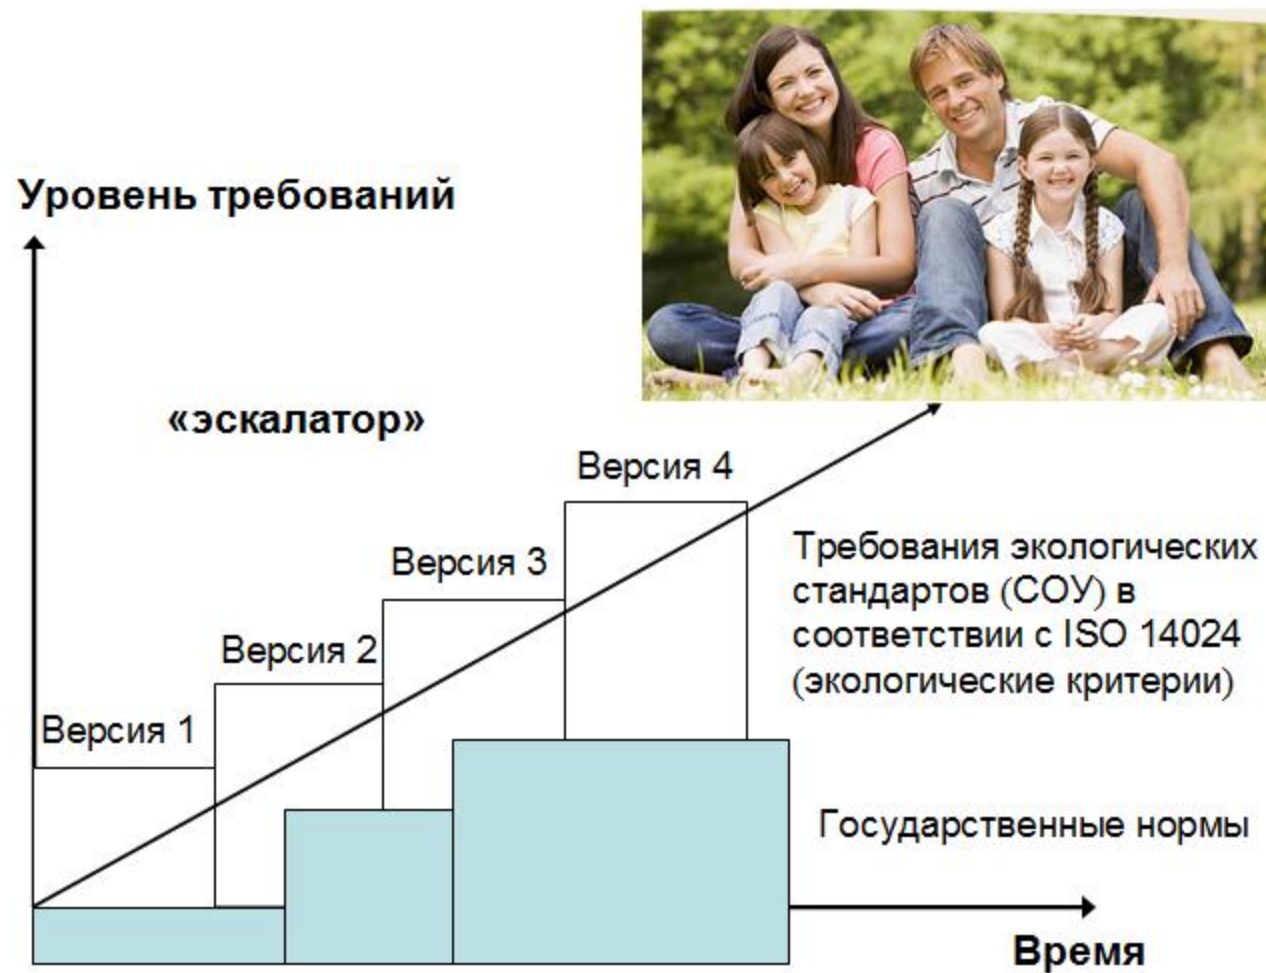 Уровень требований
«эскалатор»
Версия 4
Версия 3
Версия 2
Версия 1
Требования экологических
стандартов (СОУ) в
соответствии с ISO 14024
(экологические критерии)
Государственные нормы
Время